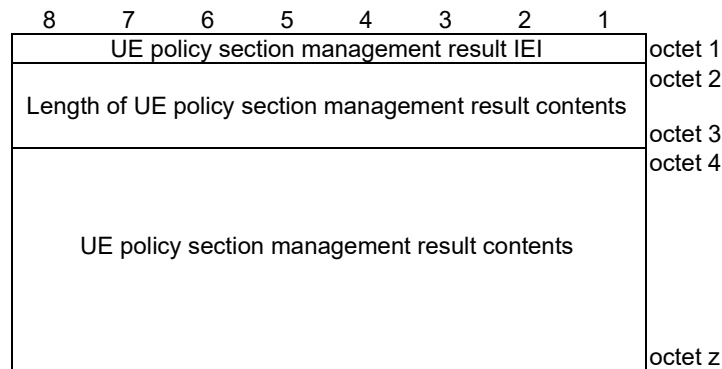 8 7 6 5 4 3 2 1
UE policy section management result IEI octet 1
octet 2
Length of UE policy section management result contents
octet 3
octet 4
UE policy section management result contents
octet z